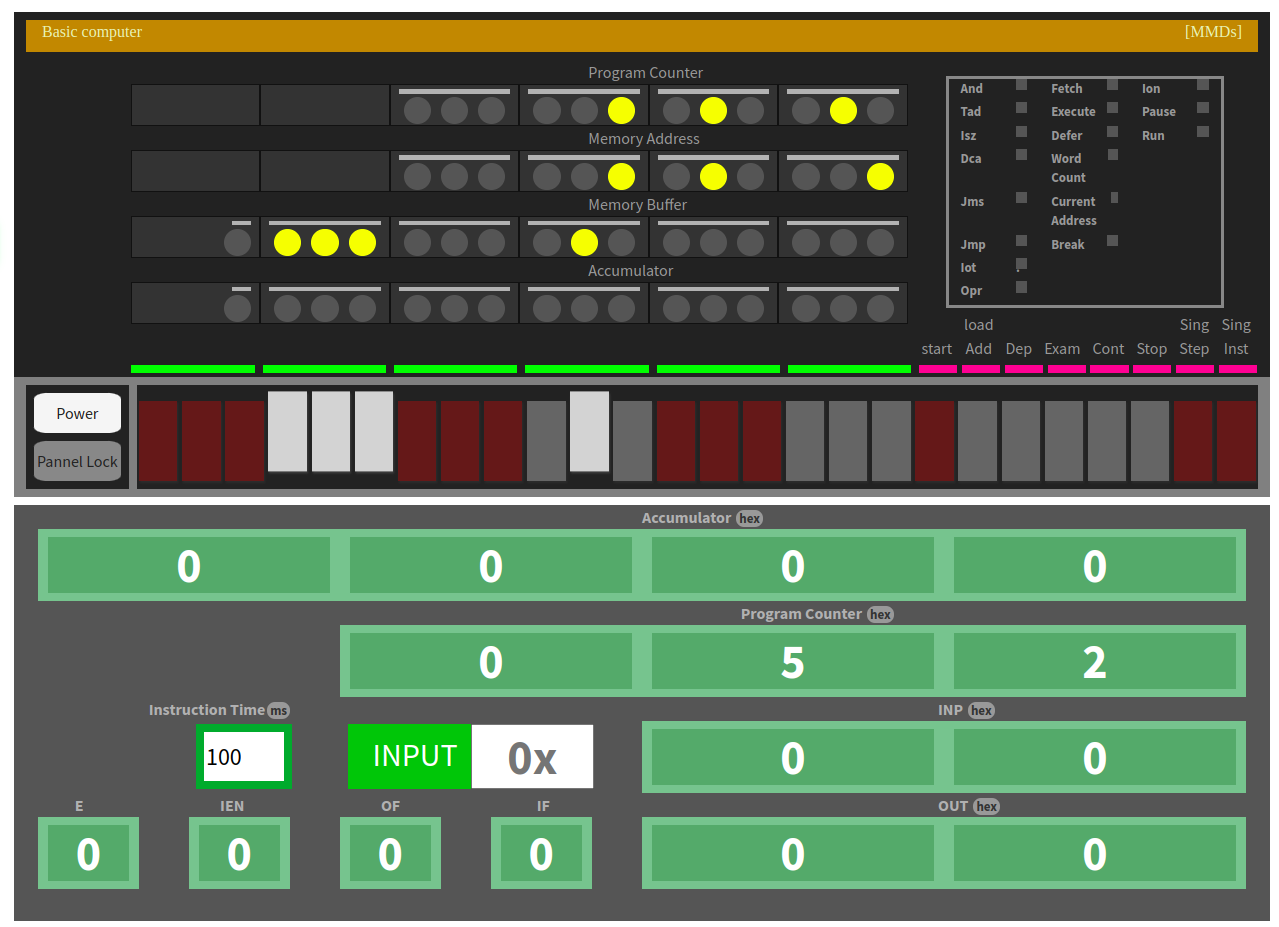 Basic computer [MMDs]
Program Counter
Memory Address
Memory Buffer
Accumulator
And Fetch Ion
Tad Execute Pause
Isz Defer Run
Dca Word
Count
Jms Current
Address
Jmp Break
Iot
Opr
load Sing Sing
start Add Dep Exam Cont Stop Step Inst
Power
Pannel Lock
Accumulator hex
0 0 0 0
Program Counter hex
0 5 2
Instruction Time ms INP hex
100 INPUT 0x 0 0
E IEN OF IF OUT hex
0 0 0 0 0 0